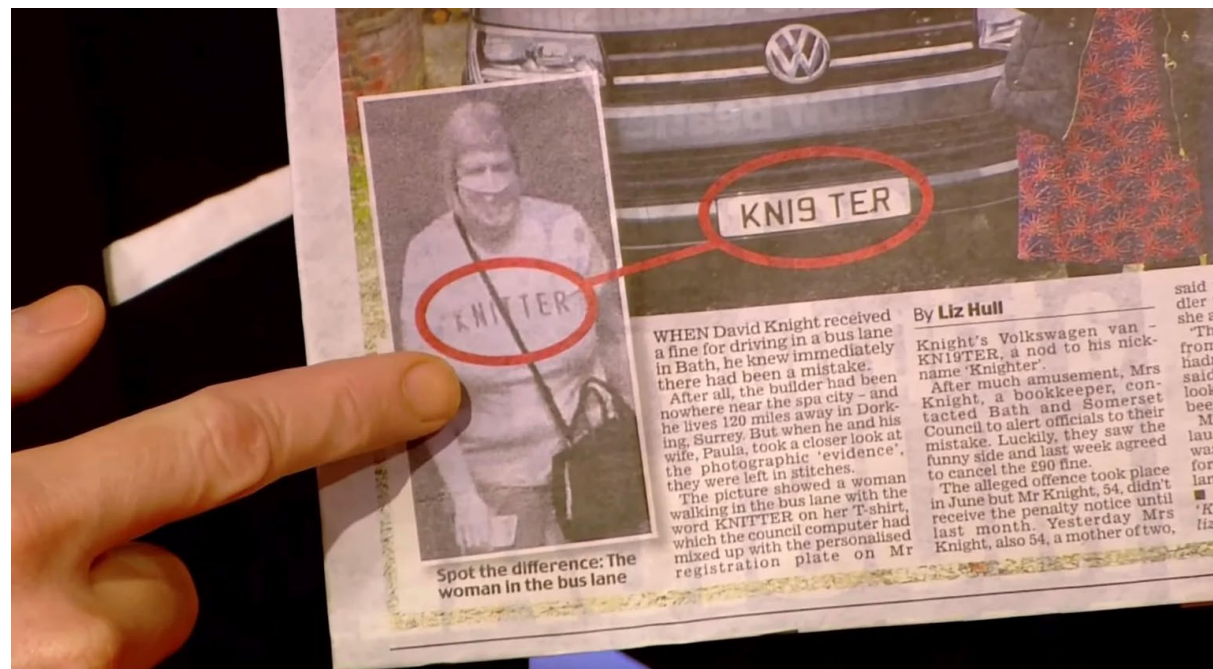 KN19 TER
KNITTER
Spot the difference: The
woman in the bus lane
WHEN David Knight received
a fine for driving in a bus lane
in Bath, he knew immediately
there had been a mistake.
After all, the builder had been
nowhere near the spa city – and
he lives 120 miles away in Dork-
ing, Surrey. But when he and his
wife, Paula, took a closer look at
the photographic 'evidence',
they were left in stitches.
The picture showed a woman
walking in the bus lane with the
word KNITTER on her T-shirt,
which the council computer had
mixed up with the personalised
registration plate on Mr
By Liz Hull
Knight's Volkswagen van –
KN19TER, a nod to his nick-
name 'Knighter'.
After much amusement, Mrs
Knight, a bookkeeper, con-
tacted Bath and Somerset
Council to alert officials to their
mistake. Luckily, they saw the
funny side and last week agreed
to cancel the £90 fine.
The alleged offence took place
in June but Mr Knight, 54, didn't
receive the penalty notice until
last month. Yesterday Mrs
Knight, also 54, a mother of two,
said
dler
she
from
said